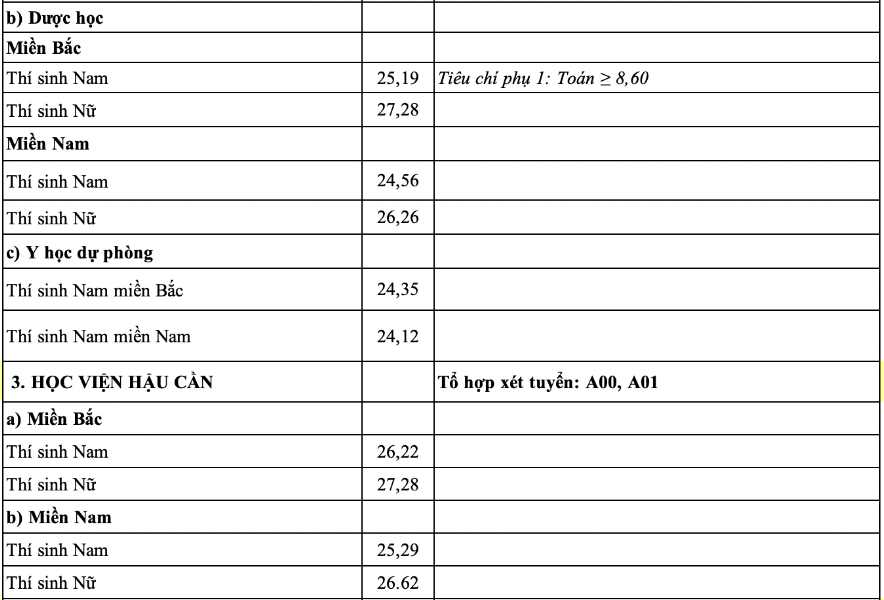 b) Dược học
Miền Bắc
Thí sinh Nam 25,19 Tiêu chí phụ 1: Toán ≥ 8,60
Thí sinh Nữ 27,28
Miền Nam
Thí sinh Nam 24,56
Thí sinh Nữ 26,26
c) Y học dự phòng
Thí sinh Nam miền Bắc 24,35
Thí sinh Nam miền Nam 24,12
3. HỌC VIỆN HẬU CẦN Tổ hợp xét tuyển: A00, A01
a) Miền Bắc
Thí sinh Nam 26,22
Thí sinh Nữ 27,28
b) Miền Nam
Thí sinh Nam 25,29
Thí sinh Nữ 26.62